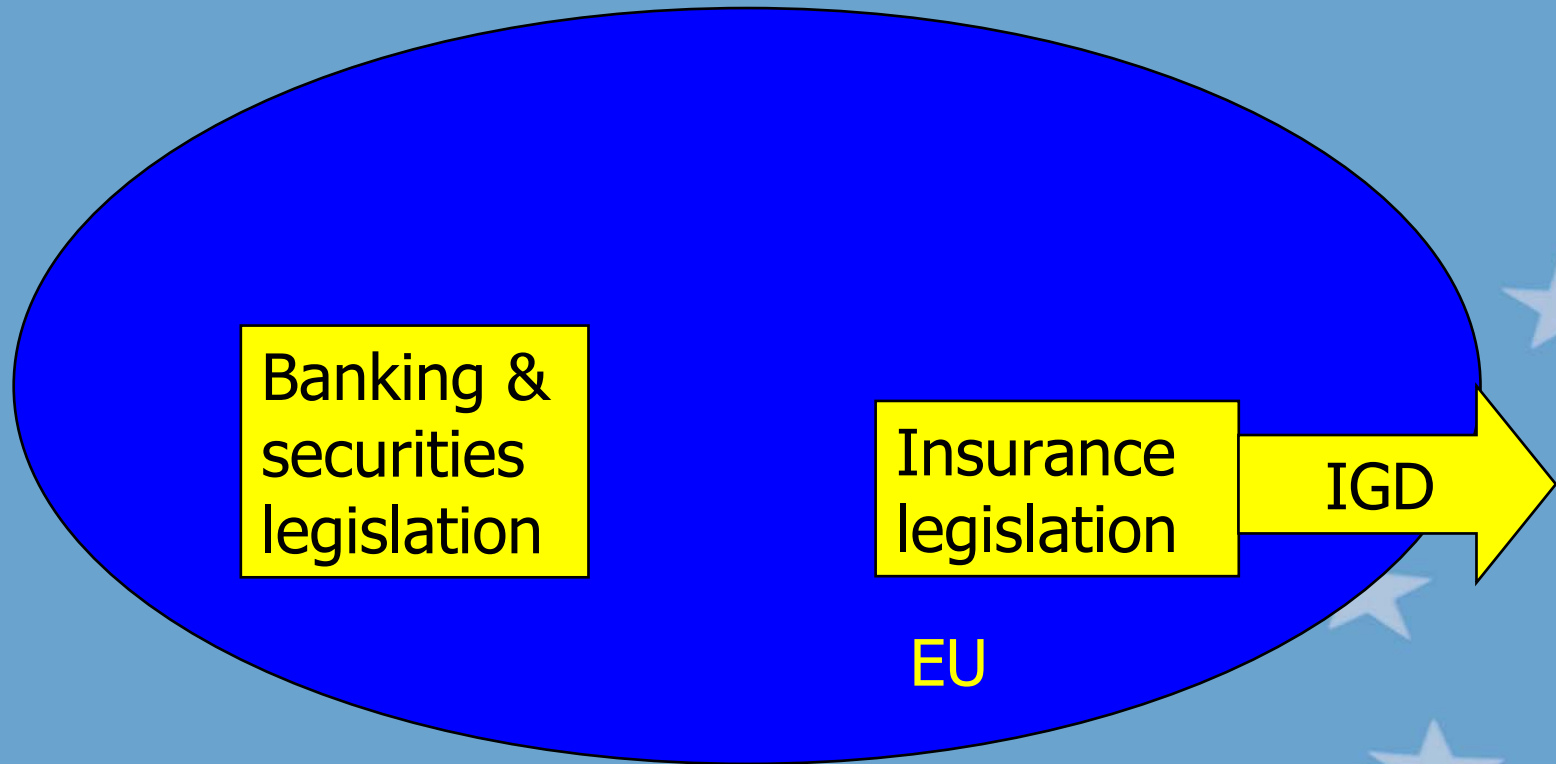 Banking &
securities
legislation
Insurance
legislation
IGD
EU